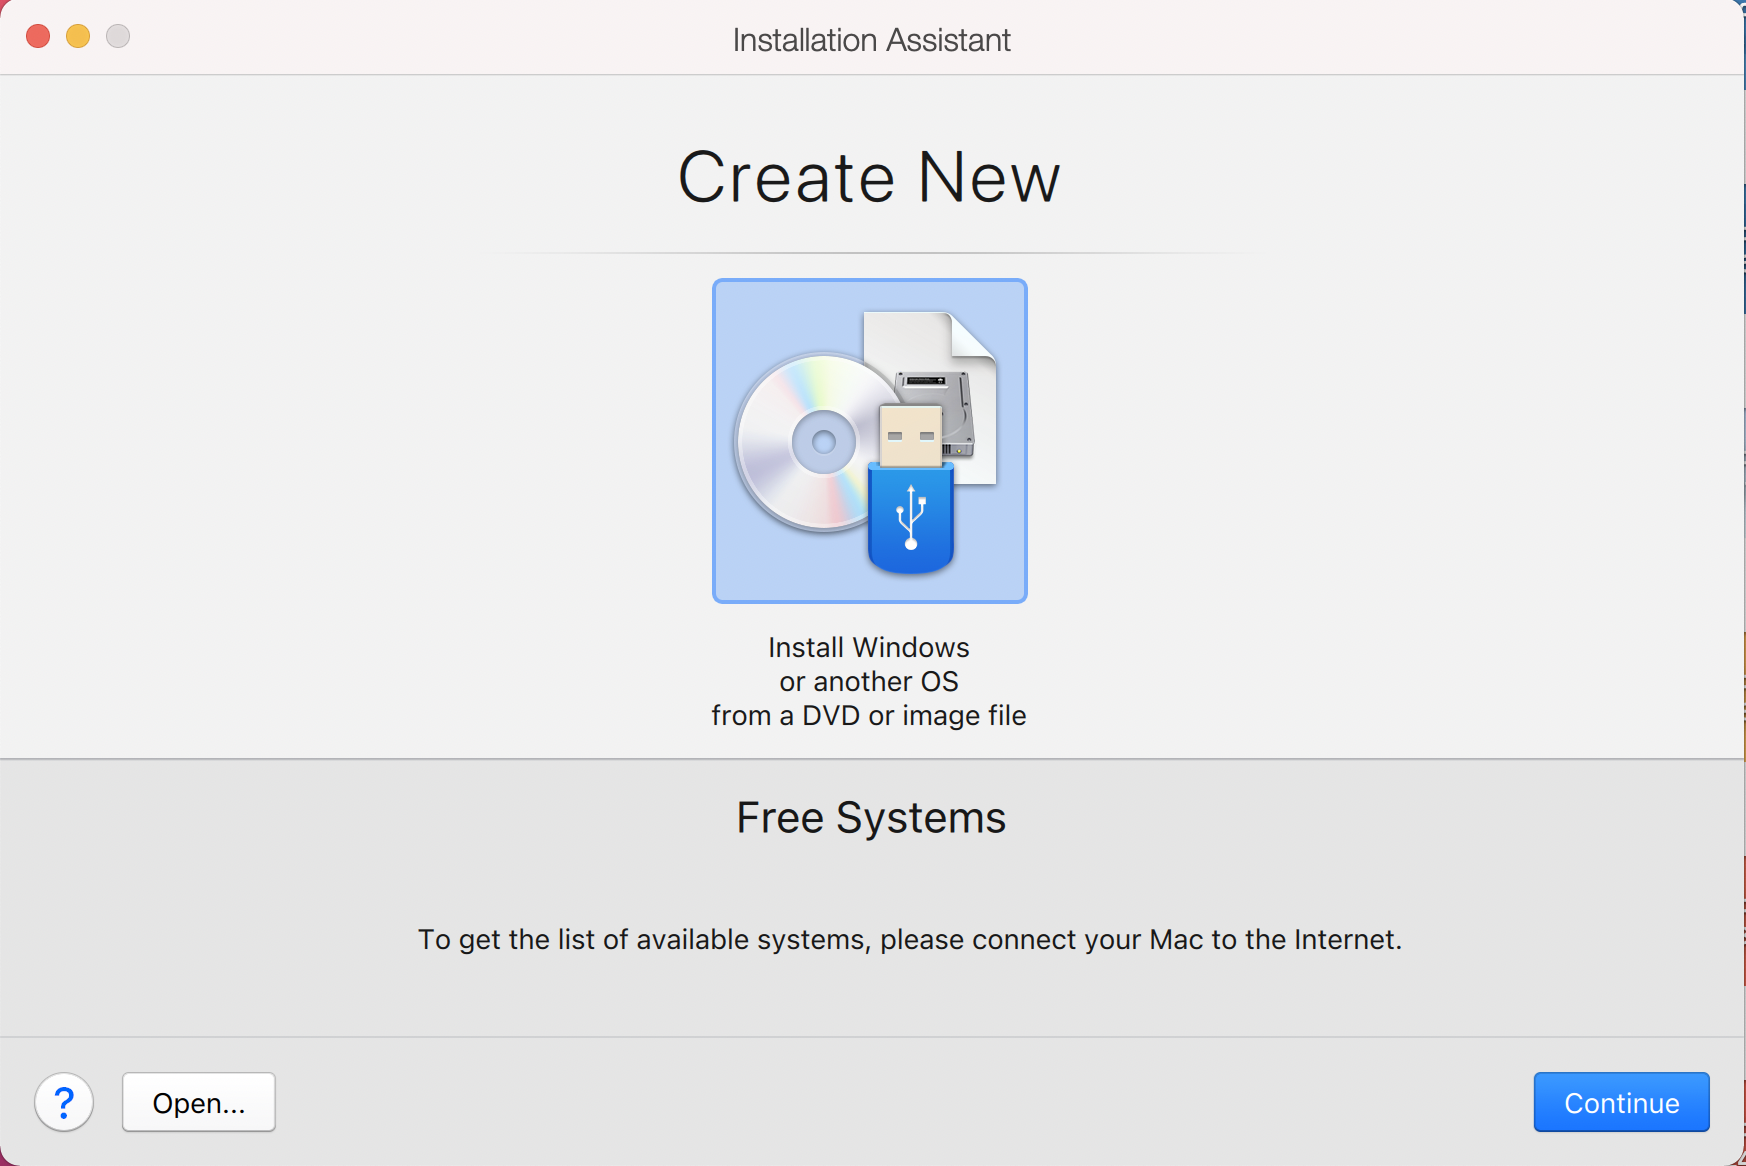 Installation Assistant
Create New
Install Windows
or another OS
from a DVD or image file
Free Systems
To get the list of available systems, please connect your Mac to the Internet.
?
Open...
Continue